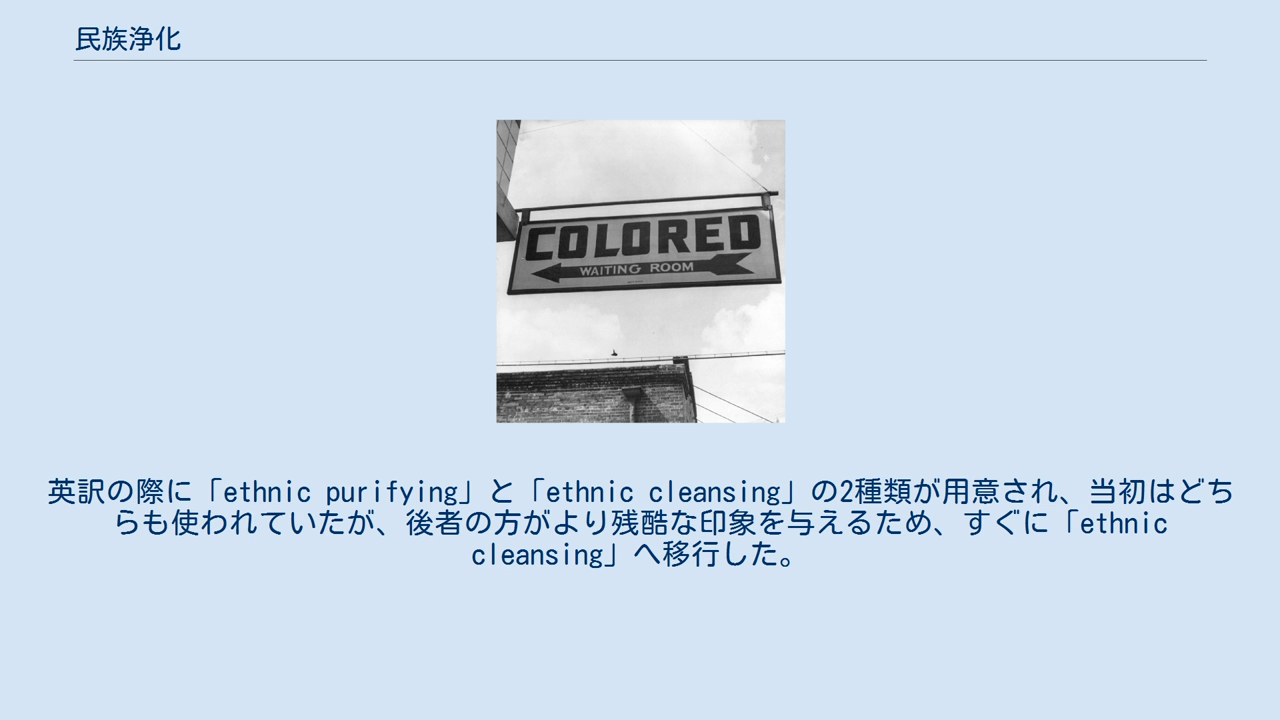 民族浄化
COLORED
WAITING ROOM
英訳の際に「ethnic purifying」と「ethnic cleansing」の2種類が用意され、当初はどち
らも使われていたが、後者の方がより残酷な印象を与えるため、すぐに「ethnic
cleansing」へ移行した。